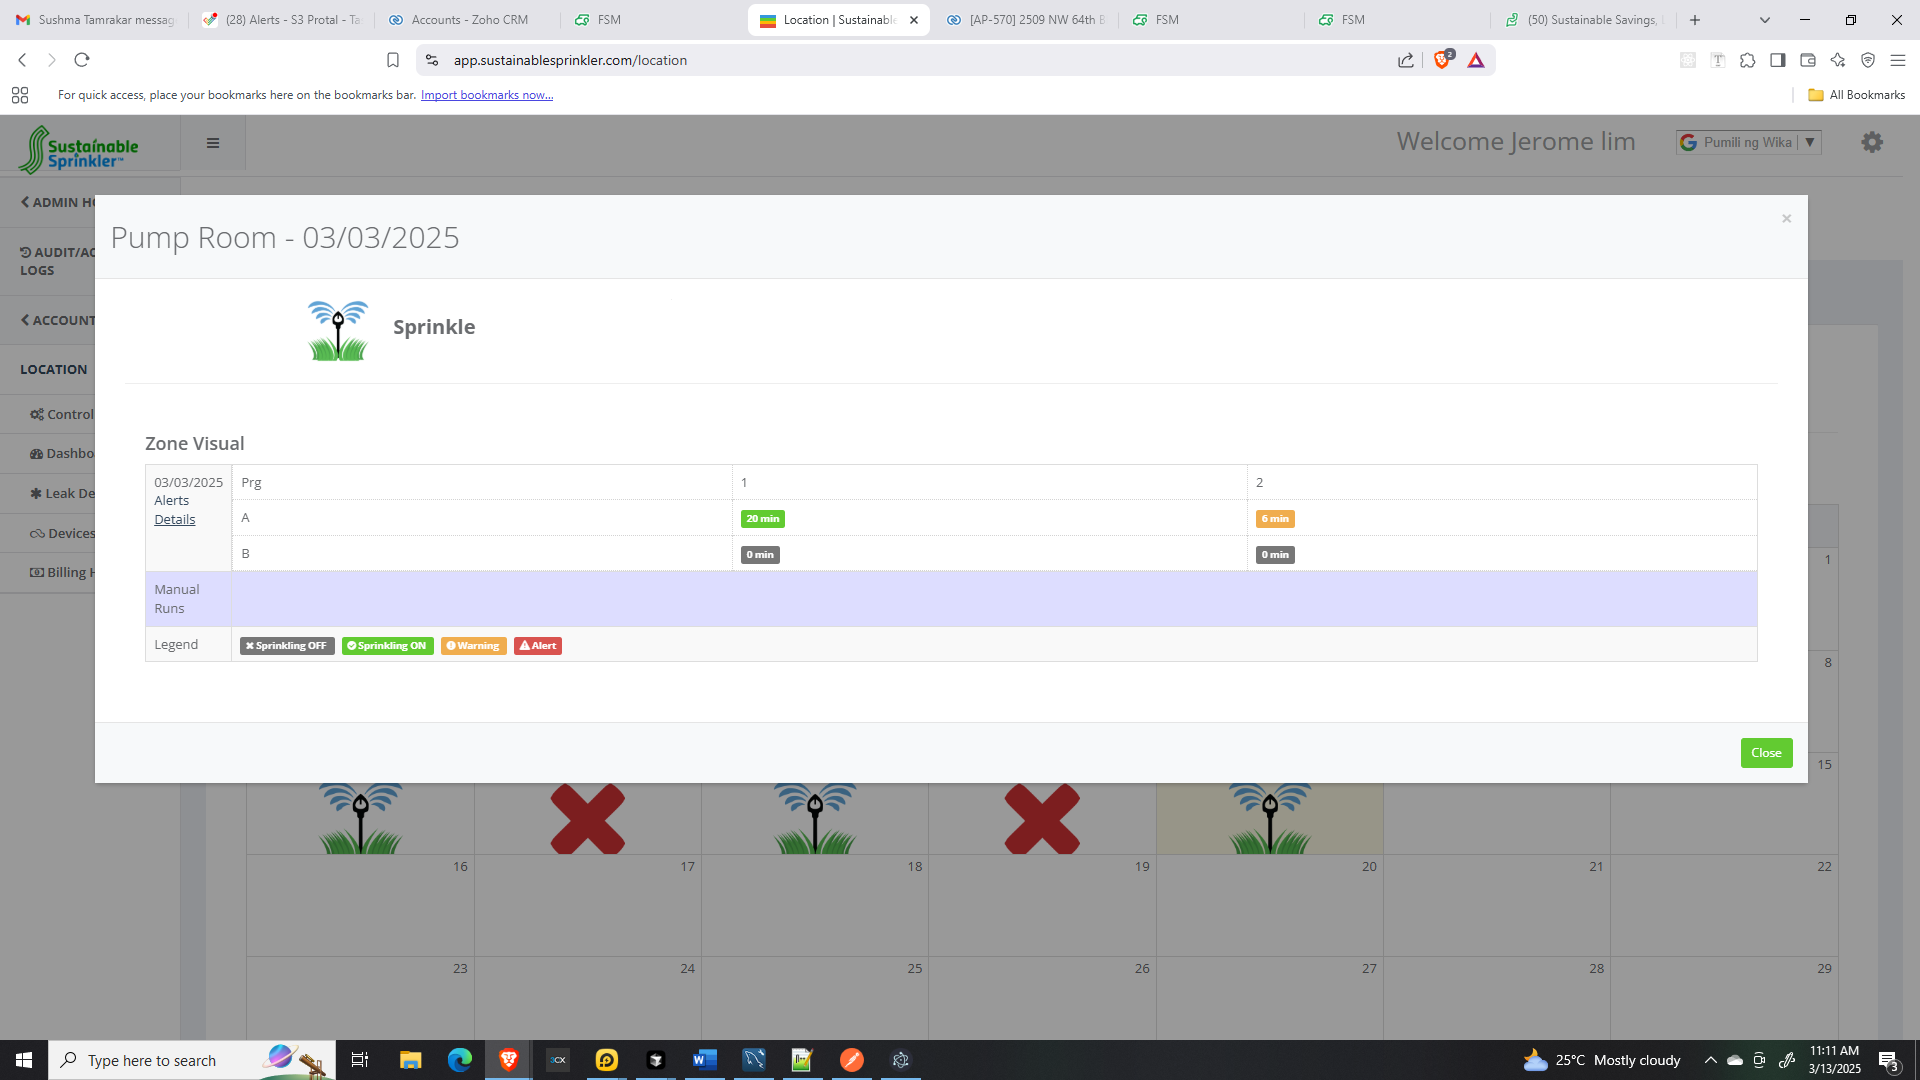 Sushma Tamrakar messag
(28) Alerts - S3 Protal - Ta
Accounts - Zoho CRM
FSM
Location | Sustainable
[AP-570] 2509 NW 64th B
FSM
FSM
(50) Sustainable Savings,
app.sustainablesprinkler.com/location
2
For quick access, place your bookmarks here on the bookmarks bar. Import bookmarks now...
All Bookmarks
Sustainable
Sprinkler™
Welcome Jerome lim
Pumili ng Wika
ADMIN HO
AUDIT/AC
LOGS
ACCOUNT
LOCATION
Control
Dashbo
Leak De
Devices
Billing H
Pump Room - 03/03/2025
×
Sprinkle
Zone Visual
03/03/2025
Alerts
Details
Prg
1
2
A
20 min
6 min
B
0 min
0 min
Manual
Runs
Legend
Sprinkling OFF
Sprinkling ON
Warning
Alert
Close
1
8
15
16
17
18
19
20
21
22
23
24
25
26
27
28
29
Type here to search
3CX
25°C Mostly cloudy
11:11 AM
3/13/2025
3